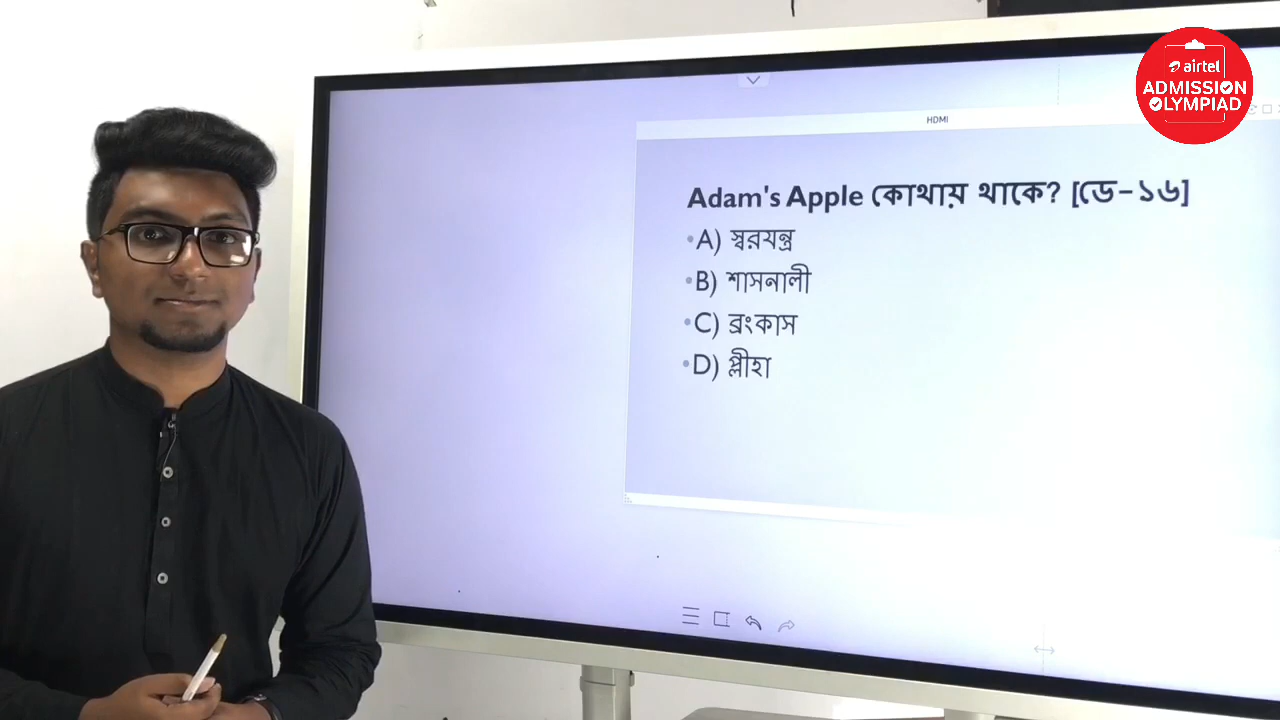 airtel
ADMISSION
OLYMPIAD
HDMI
Adam's Apple কোথায় থাকে? [ডে-১৬]
A) স্বরযন্ত্র
B) শাসনালী
C) ব্রংকাস
D) প্লীহা